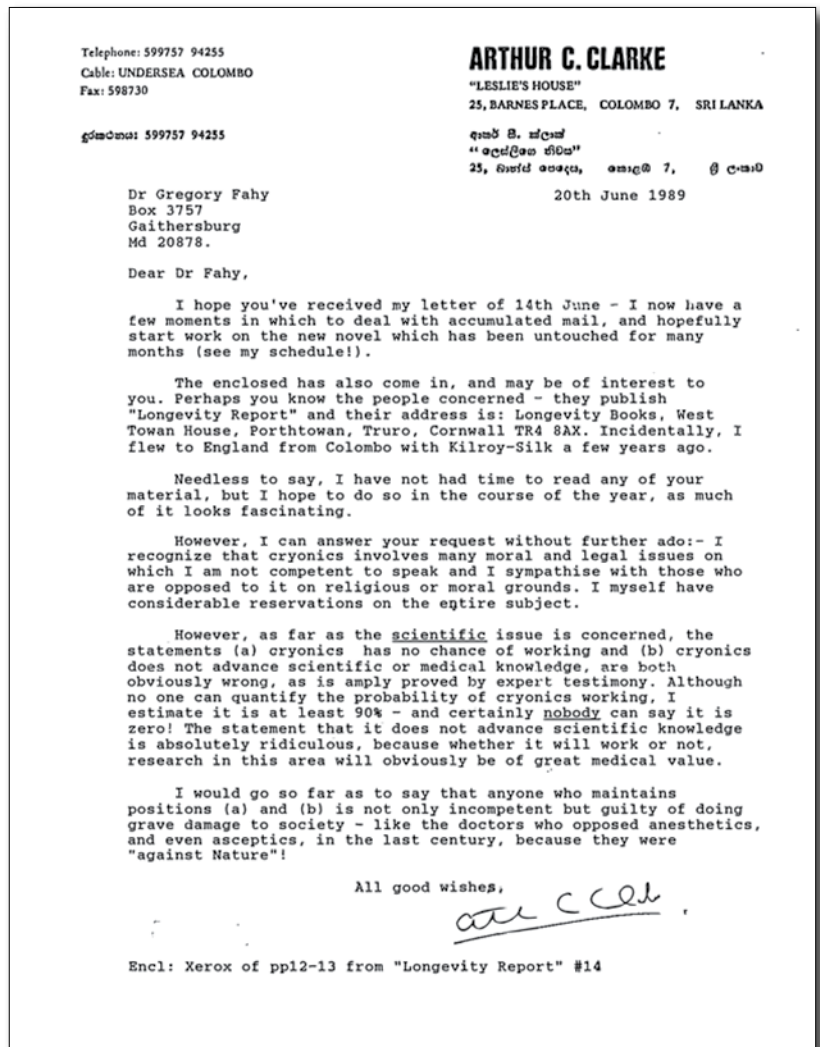 Telephone: 599757 94255
Cable: UNDERSEA COLOMBO
Fax: 598730
දුරකථනය: 599757 94255
ARTHUR C. CLARKE
"LESLIE'S HOUSE"
25, BARNES PLACE, COLOMBO 7, SRI LANKA
ආතර් සී. ක්ලාක්
“ලෙස්ලිගෙ නිවස”
25, බාන්ස් පෙදෙස, කොළඹ 7, ශ්‍රී ලංකාව
Dr Gregory Fahy
Box 3757
Gaithersburg
Md 20878.
20th June 1989
Dear Dr Fahy,
I hope you've received my letter of 14th June - I now have a
few moments in which to deal with accumulated mail, and hopefully
start work on the new novel which has been untouched for many
months (see my schedule!).
The enclosed has also come in, and may be of interest to
you. Perhaps you know the people concerned - they publish
"Longevity Report" and their address is: Longevity Books, West
Towan House, Porthtowan, Truro, Cornwall TR4 8AX. Incidentally, I
flew to England from Colombo with Kilroy-Silk a few years ago.
Needless to say, I have not had time to read any of your
material, but I hope to do so in the course of the year, as much
of it looks fascinating.
However, I can answer your request without further ado:- I
recognize that cryonics involves many moral and legal issues on
which I am not competent to speak and I sympathise with those who
are opposed to it on religious or moral grounds. I myself have
considerable reservations on the entire subject.
However, as far as the scientific issue is concerned, the
statements (a) cryonics has no chance of working and (b) cryonics
does not advance scientific or medical knowledge, are both
obviously wrong, as is amply proved by expert testimony. Although
no one can quantify the probability of cryonics working, I
estimate it is at least 90% - and certainly nobody can say it is
zero! The statement that it does not advance scientific knowledge
is absolutely ridiculous, because whether it will work or not,
research in this area will obviously be of great medical value.
I would go so far as to say that anyone who maintains
positions (a) and (b) is not only incompetent but guilty of doing
grave damage to society - like the doctors who opposed anesthetics,
and even asceptics, in the last century, because they were
"against Nature"!
All good wishes,
Encl: Xerox of pp12-13 from "Longevity Report" #14